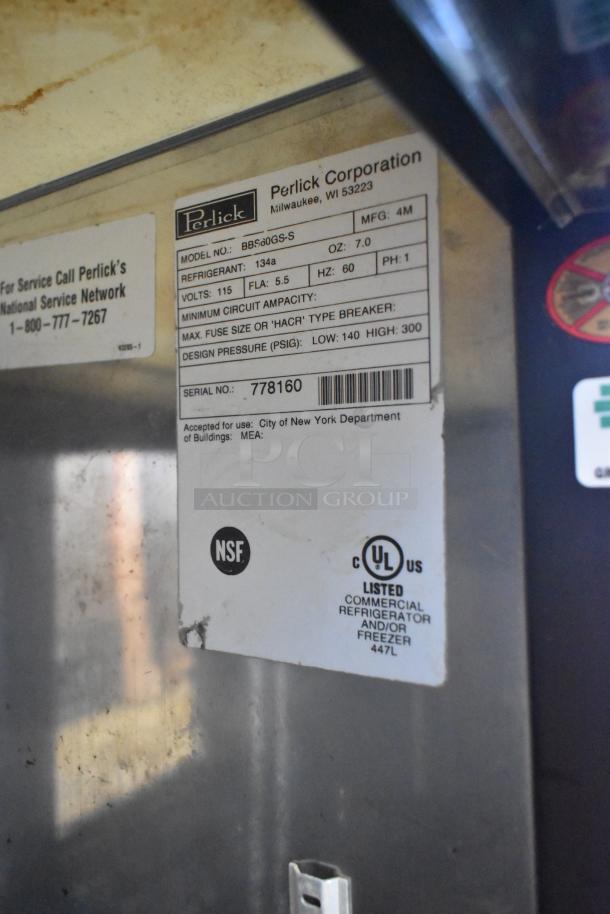 Perlick
Perlick Corporation
Milwaukee, WI 53223
MODEL NO.: BBS60GS-S
MFG: 4M
REFRIGERANT: 134a
OZ: 7.0
VOLTS: 115
FLA: 5.5
HZ: 60
PH: 1
MINIMUM CIRCUIT AMPACITY:
MAX. FUSE SIZE OR 'HACR' TYPE BREAKER:
DESIGN PRESSURE (PSIG): LOW: 140 HIGH: 300
SERIAL NO.: 778160
Accepted for use: City of New York Department
of Buildings: MEA:
For Service Call Perlick's
National Service Network
1-800-777-7267
PCI
AUCTION GROUP
NSF
C UL US
LISTED
COMMERCIAL
REFRIGERATOR
AND/OR
FREEZER
447L